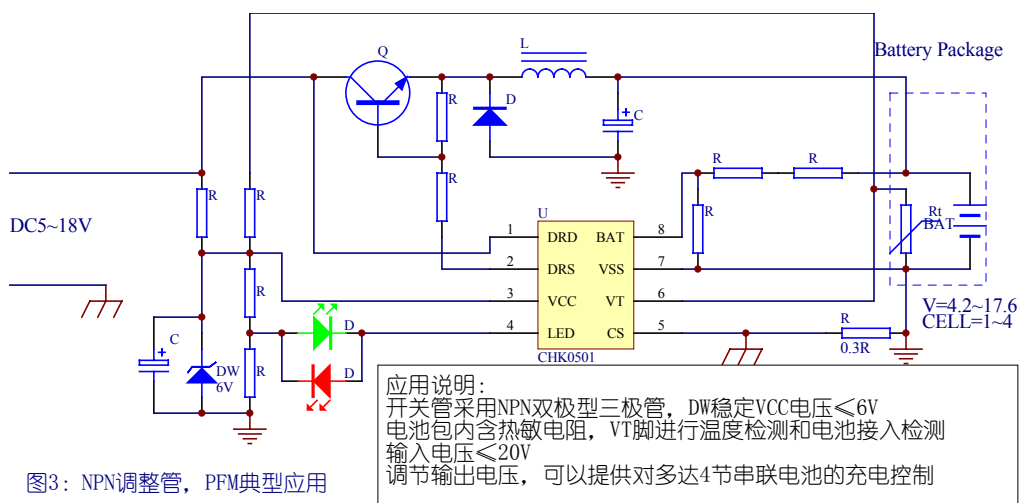 Q
L
Battery Package
R
D
C
R
R
R
R
R
U
R
Rt
DC5~18V
1 DRD BAT 8
BAT
2 DRS VSS 7
3 VCC VT 6
R
V=4.2~17.6
CELL=1~4
D
4 LED CS 5
R
0.3R
C
CHK0501
DW
6V
R
D
应用说明:
开关管采用NPN双极型三极管, DW稳定VCC电压≤6V
电池包内含热敏电阻, VT脚进行温度检测和电池接入检测
输入电压≤20V
调节输出电压, 可以提供对多达4节串联电池的充电控制
图3: NPN调整管, PFM典型应用